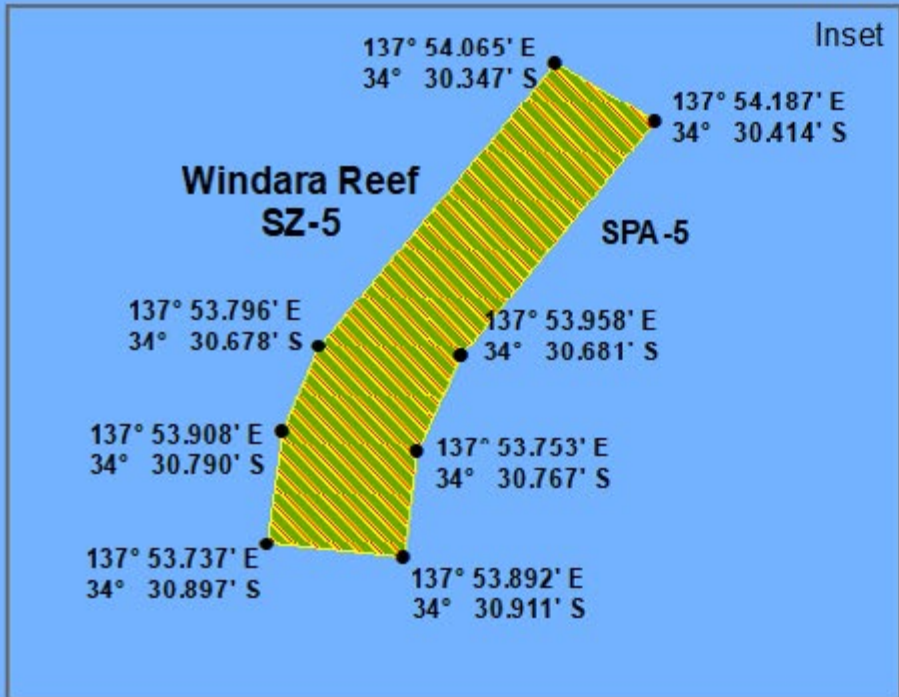 Inset
137° 54.065' E
34° 30.347' S
137° 54.187' E
34° 30.414' S
Windara Reef
SZ-5
SPA-5
137° 53.796' E
34° 30.678' S
137° 53.958' E
34° 30.681' S
137° 53.908' E
34° 30.790' S
137° 53.753' E
34° 30.767' S
137° 53.737' E
34° 30.897' S
137° 53.892' E
34° 30.911' S